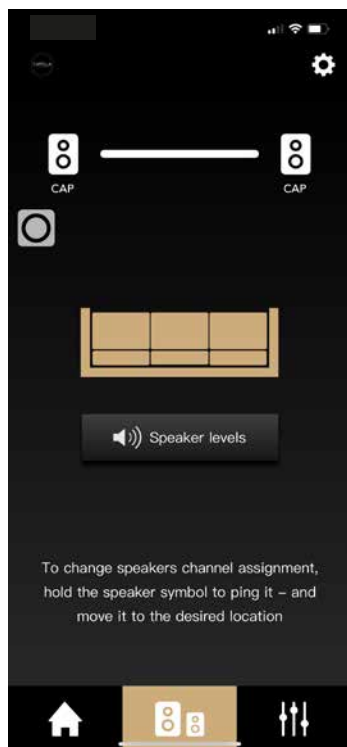 CAP
CAP
Speaker levels
To change speakers channel assignment,
hold the speaker symbol to ping it – and
move it to the desired location